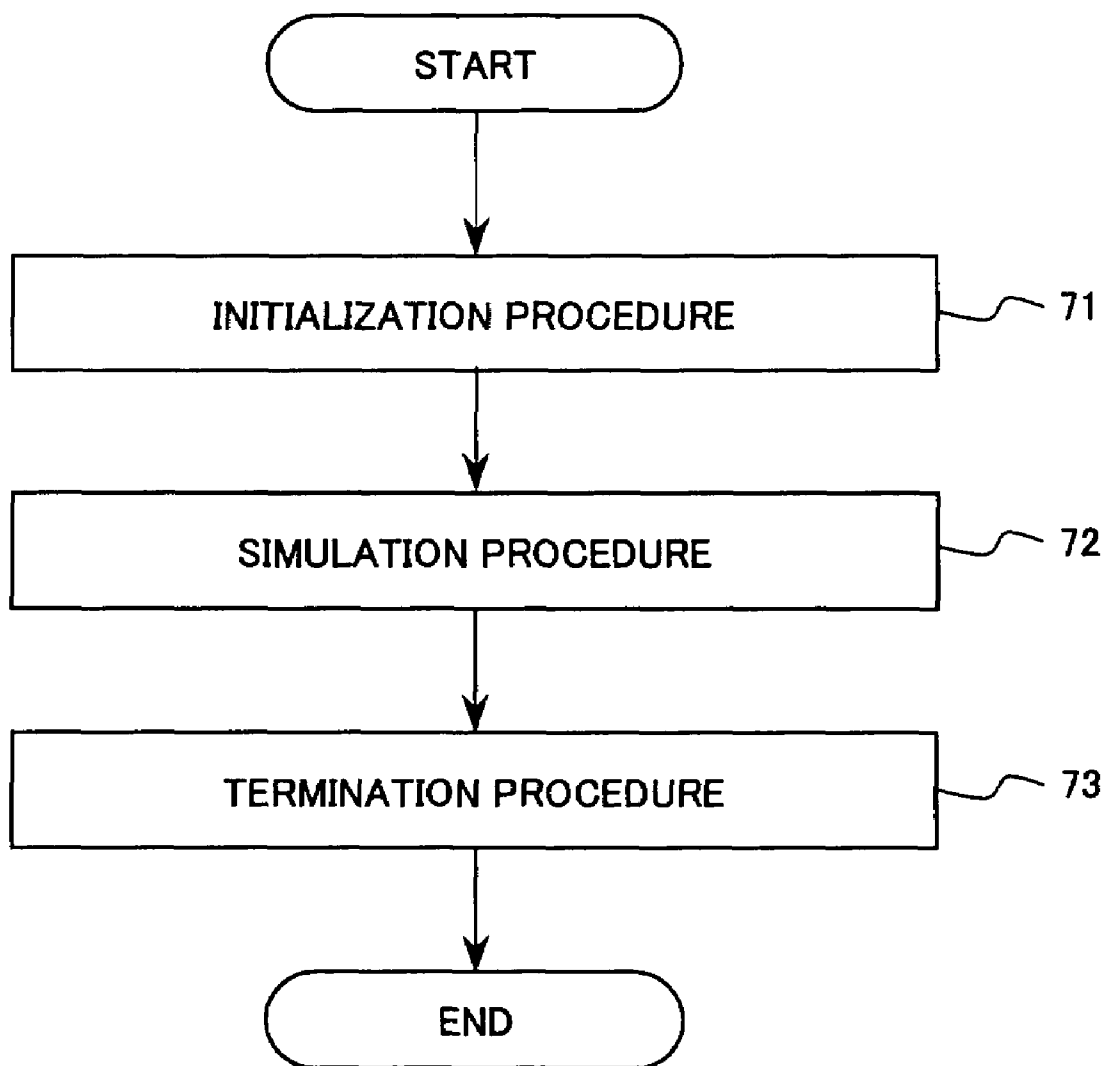 START
INITIALIZATION PROCEDURE
71
SIMULATION PROCEDURE
72
TERMINATION PROCEDURE
73
END